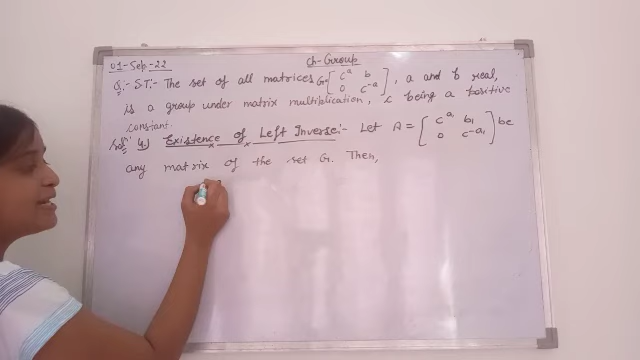 01-Sep-22 Ch-Group
Q:- S.T:- The set of all matrices G= [ c^a b ; 0 c^-a ], a and b real,
is a group under matrix multiplication, c being a positive
constant.
4) Existence of Left Inverse:- Let A = [ c^a₁ b₁ ; 0 c^-a₁ ] be
any matrix of the set G. Then,